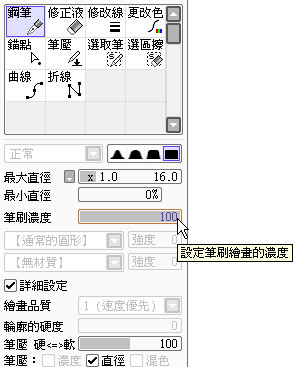 鋼筆 修正液 修改線 更改色
錨點 筆壓 選取筆 選區擦
曲線 折線
正常
最大直徑 x 1.0 16.0
最小直徑 0%
筆刷濃度 100
【通常的圓形】 強度 0
設定筆刷繪畫的濃度
【無材質】 強度 0
詳細設定
繪畫品質 1（速度優先）
輪廓的硬度 0
筆壓 硬<=>軟 100
筆壓： 濃度 直徑 混色